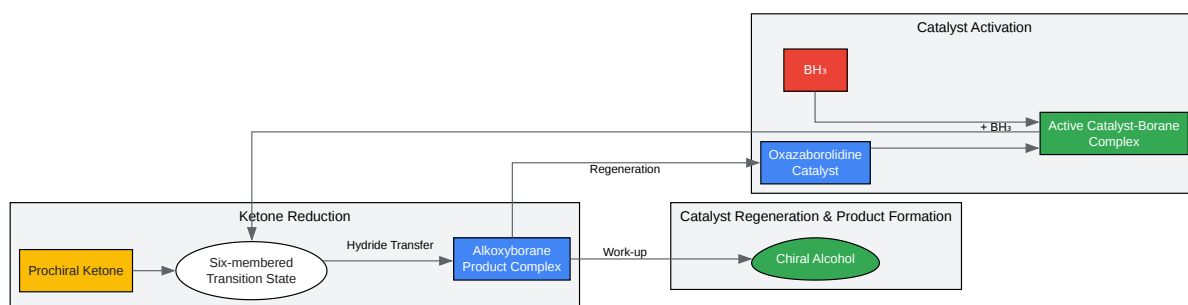 Catalyst Activation
BH₃
+ BH₃
Active Catalyst-Borane
Complex
Oxazaborolidine
Catalyst
Regeneration
Ketone Reduction
Prochiral Ketone
Six-membered
Transition State
Hydride Transfer
Alkoxyborane
Product Complex
Work-up
Catalyst Regeneration & Product Formation
Chiral Alcohol